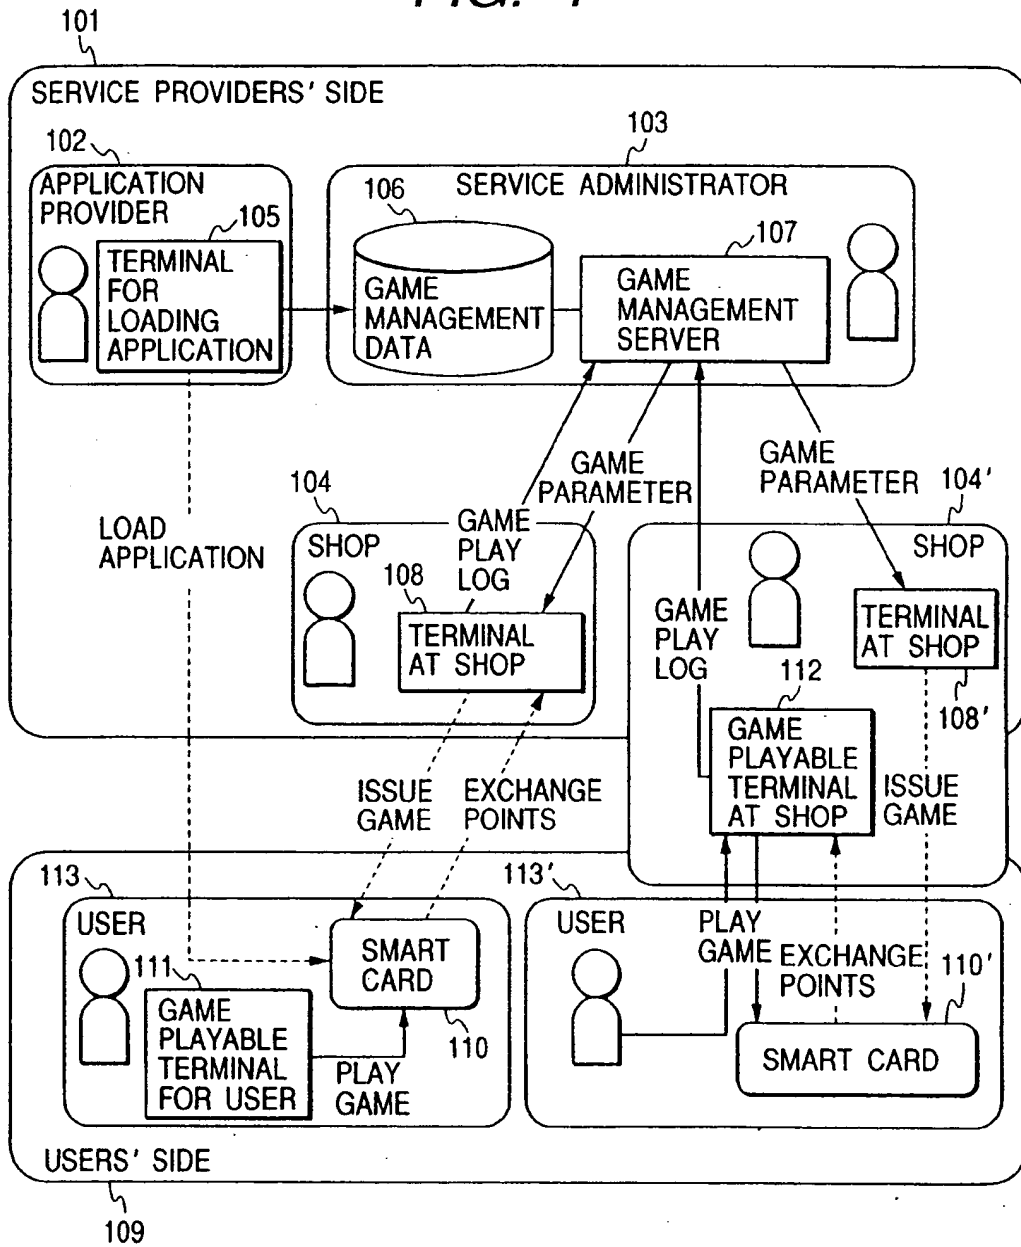 101
SERVICE PROVIDERS' SIDE
102
103
APPLICATION
PROVIDER
SERVICE ADMINISTRATOR
105
106
107
TERMINAL
FOR
LOADING
APPLICATION
GAME
MANAGEMENT
DATA
GAME
MANAGEMENT
SERVER
LOAD
APPLICATION
104
GAME
PARAMETER
GAME
PARAMETER
104'
SHOP
GAME
PLAY
LOG
108
TERMINAL
AT SHOP
SHOP
GAME
PLAY
LOG
TERMINAL
AT SHOP
112
108'
GAME
PLAYABLE
TERMINAL
AT SHOP
ISSUE
GAME
EXCHANGE
POINTS
ISSUE
GAME
113
USER
111
GAME
PLAYABLE
TERMINAL
FOR USER
SMART
CARD
110
PLAY
GAME
113'
USER
PLAY
GAME
EXCHANGE
POINTS
110'
SMART CARD
USERS' SIDE
109